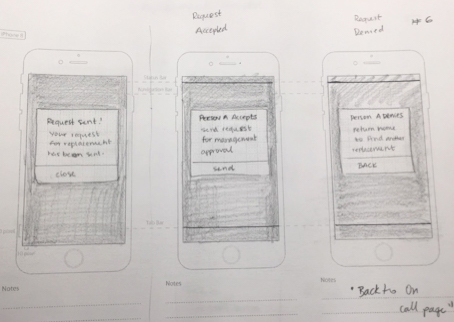 Request
Accepted
Request
Denied
# 6
iPhone 6
Status Bar
Navigation Bar
Request Sent!
Your request
for replacement
has been sent.
close
Person A Accepts
send request
for management
approval
send
Person A Denies
return home
to find another
replacement
BACK
Tab Bar
Notes
Notes
Notes
"Back to On
call page"